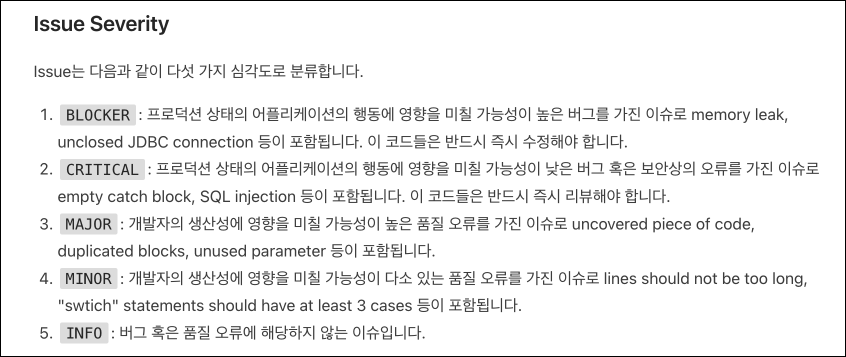 Issue Severity
Issue는 다음과 같이 다섯 가지 심각도로 분류합니다.
1. BLOCKER : 프로덕션 상태의 어플리케이션의 행동에 영향을 미칠 가능성이 높은 버그를 가진 이슈로 memory leak,
unclosed JDBC connection 등이 포함됩니다. 이 코드들은 반드시 즉시 수정해야 합니다.
2. CRITICAL : 프로덕션 상태의 어플리케이션의 행동에 영향을 미칠 가능성이 낮은 버그 혹은 보안상의 오류를 가진 이슈로
empty catch block, SQL injection 등이 포함됩니다. 이 코드들은 반드시 즉시 리뷰해야 합니다.
3. MAJOR : 개발자의 생산성에 영향을 미칠 가능성이 높은 품질 오류를 가진 이슈로 uncovered piece of code,
duplicated blocks, unused parameter 등이 포함됩니다.
4. MINOR : 개발자의 생산성에 영향을 미칠 가능성이 다소 있는 품질 오류를 가진 이슈로 lines should not be too long,
"swtich" statements should have at least 3 cases 등이 포함됩니다.
5. INFO : 버그 혹은 품질 오류에 해당하지 않는 이슈입니다.